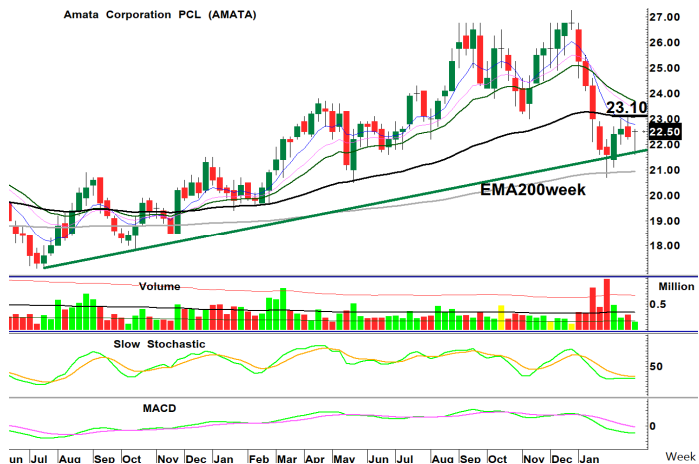 Amata Corporation PCL (AMATA)
27.00
26.00
25.00
24.00
23.10
23.00
22.50
22.00
21.00
EMA200week
20.00
19.00
18.00
Volume
Million
0.5
Slow Stochastic
50
MACD
0
un Jul Aug Sep Oct Nov Dec Jan Feb Mar Apr May Jun Jul Aug Sep Oct Nov Dec Jan
Week